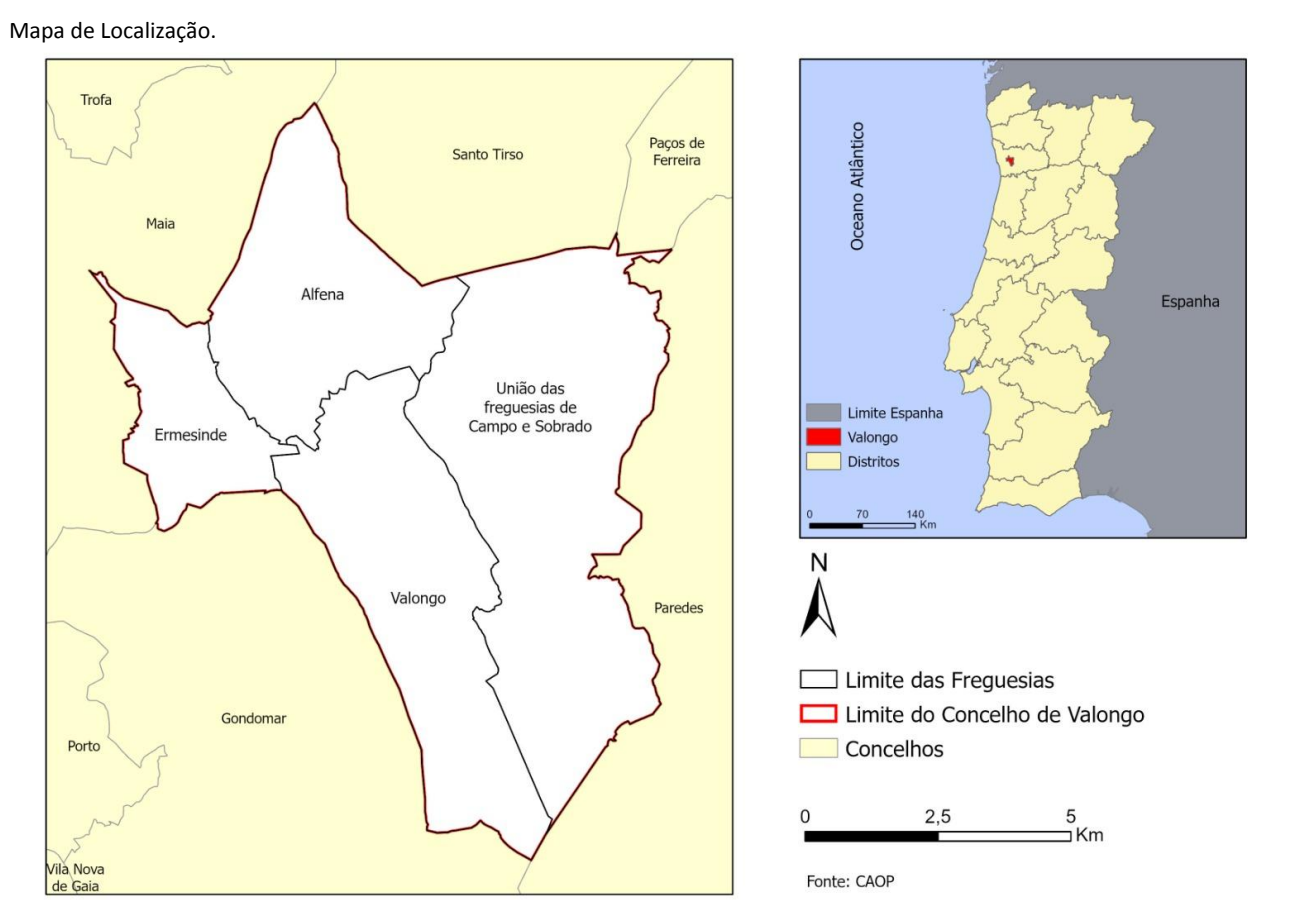 Mapa de Localização.
Trofa
Santo Tirso
Paços de
Ferreira
Maia
Alfena
União das
freguesias de
Campo e Sobrado
Ermesinde
Valongo
Paredes
Gondomar
Porto
Vila Nova
de Gaia
Oceano Atlântico
Espanha
Limite Espanha
Valongo
Distritos
0 70 140
Km
N
Limite das Freguesias
Limite do Concelho de Valongo
Concelhos
0 2,5 5
Km
Fonte: CAOP